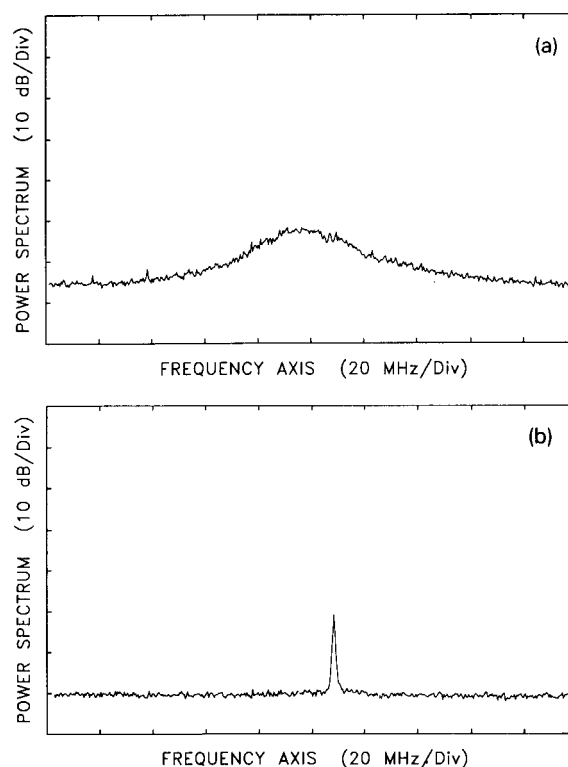 (a)
POWER SPECTRUM (10 dB/Div)
FREQUENCY AXIS (20 MHz/Div)
(b)
POWER SPECTRUM (10 dB/Div)
FREQUENCY AXIS (20 MHz/Div)